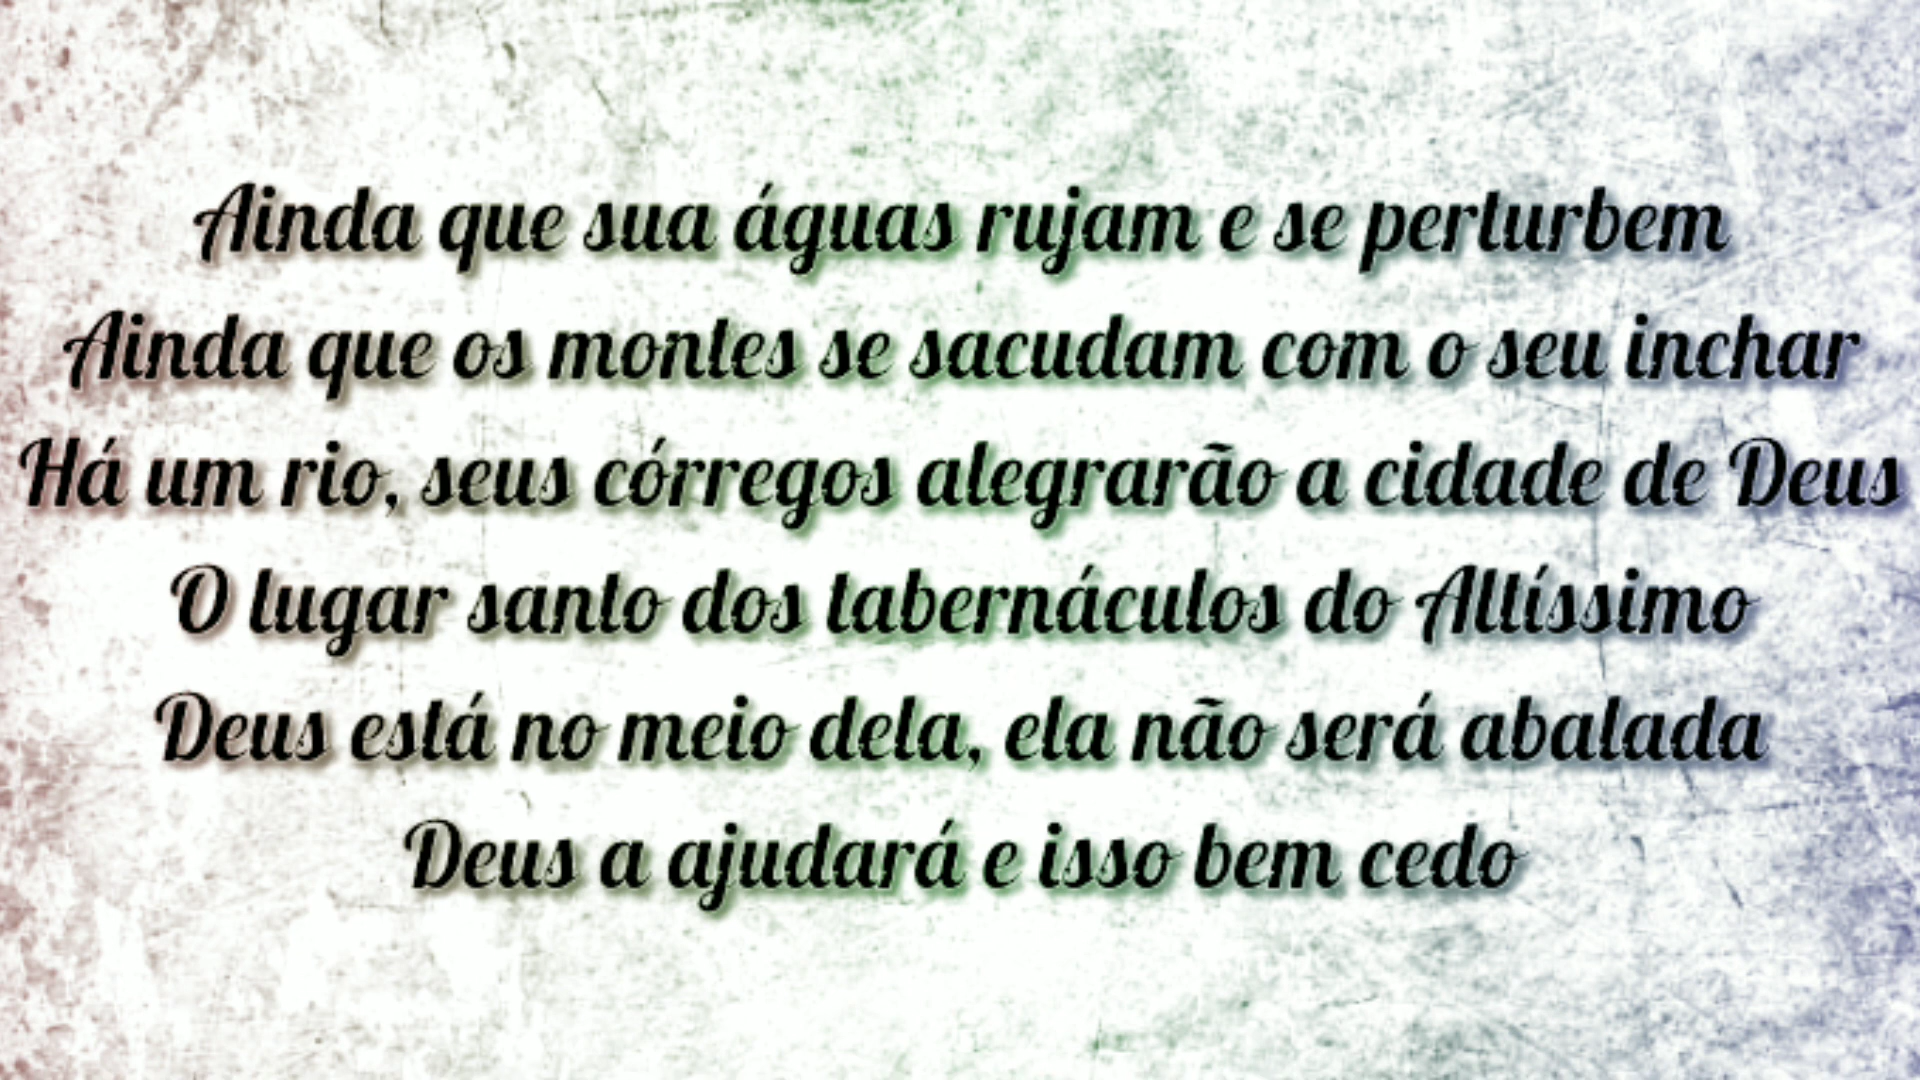 Ainda que sua águas rujam e se perturbem
Ainda que os montes se sacudam com o seu inchar
Há um rio, seus córregos alegrarão a cidade de Deus
O lugar santo dos tabernáculos do Altíssimo
Deus está no meio dela, ela não será abalada
Deus a ajudará e isso bem cedo